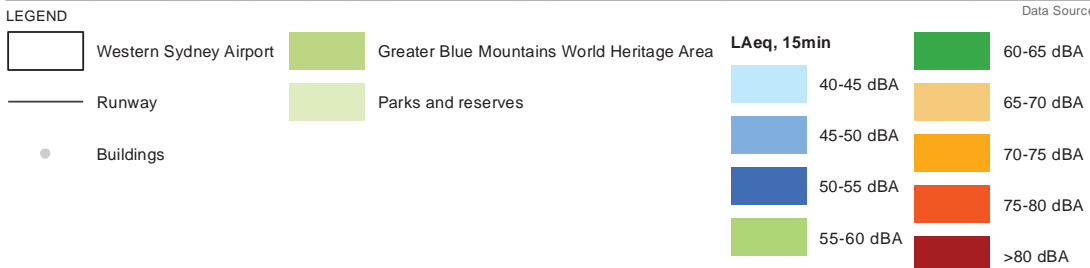 Data Source
LEGEND
Western Sydney Airport
Greater Blue Mountains World Heritage Area
LAeq, 15min
60-65 dBA
40-45 dBA
Runway
Parks and reserves
65-70 dBA
45-50 dBA
Buildings
70-75 dBA
50-55 dBA
75-80 dBA
55-60 dBA
>80 dBA